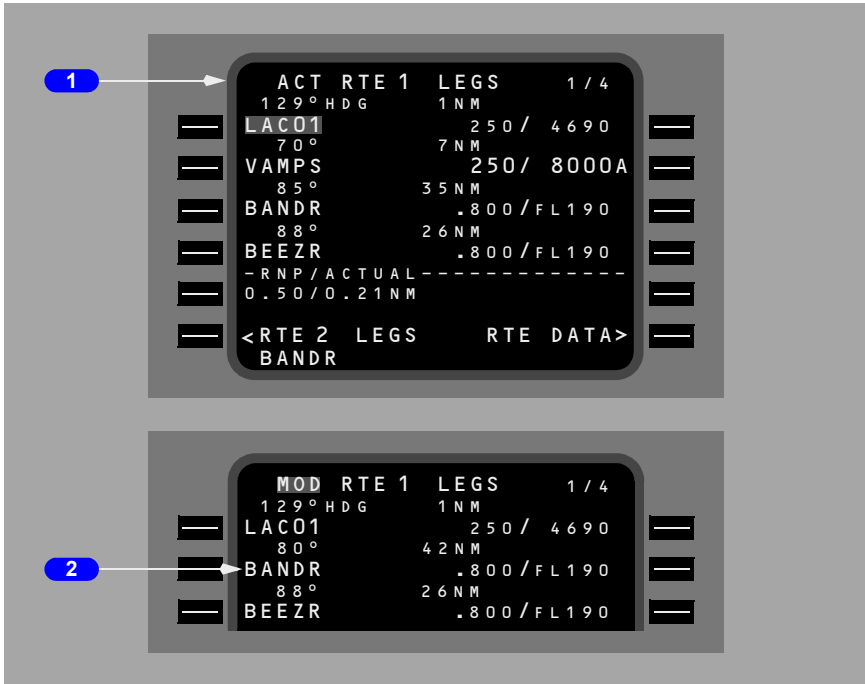 1
ACT RTE 1 LEGS 1/4
129°HDG 1NM
LACO1 250/ 4690
70° 7NM
VAMPS 250/ 8000A
85° 35NM
BANDR .800/FL190
88° 26NM
BEEZR .800/FL190
-RNP/ACTUAL-------------
0.50/0.21NM
<RTE 2 LEGS RTE DATA>
BANDR
MOD RTE 1 LEGS 1/4
129°HDG 1NM
LACO1 250/ 4690
80° 42NM
2
BANDR .800/FL190
88° 26NM
BEEZR .800/FL190